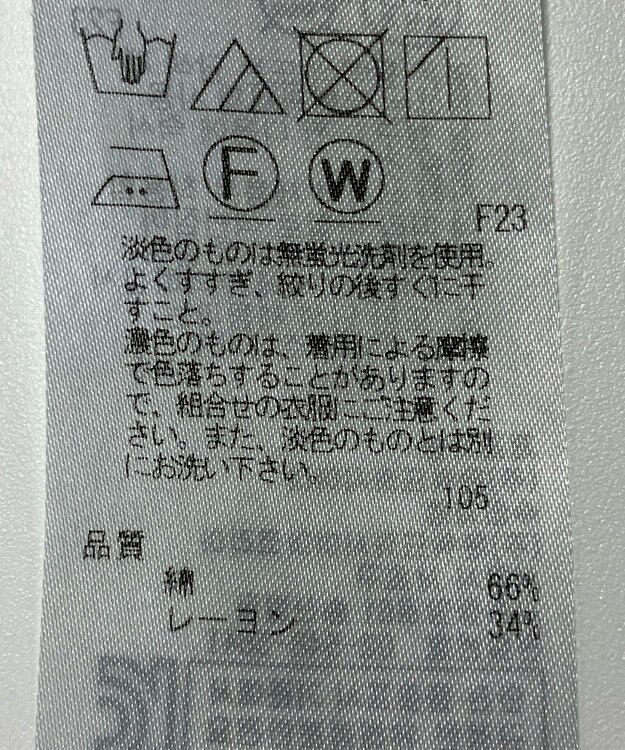 F
W
F23
淡色のものは無蛍光洗剤を使用。
よくすすぎ、絞りの後すぐに干
すこと。
濃色のものは、着用による摩擦
で色落ちすることがありますの
で、組合せの衣服にご注意くだ
さい。また、淡色のものとは別
にお洗い下さい。
105
品質
綿 66%
レーヨン 34%